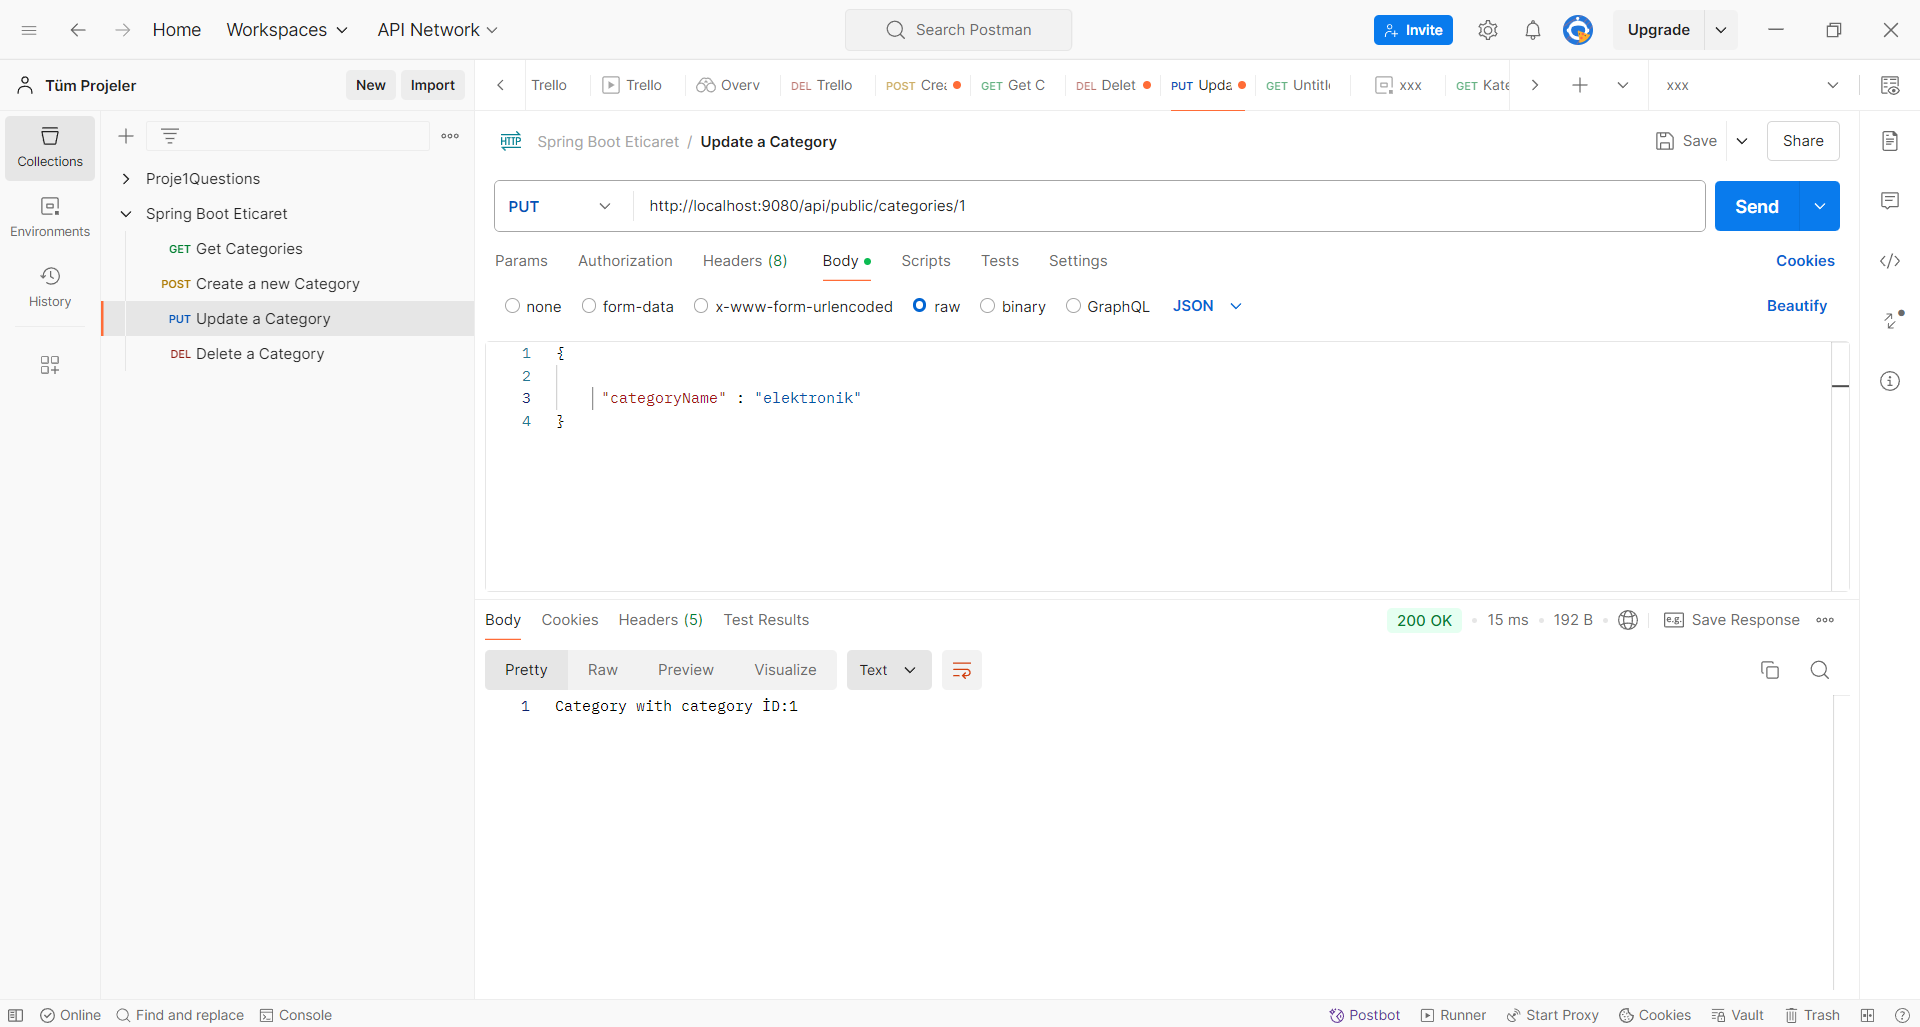 Home Workspaces API Network Search Postman Invite Upgrade
Tüm Projeler New Import Trello Trello Overv DEL Trello POST Crea GET Get C DEL Delet PUT Upda GET Untitl xxx GET Kate xxx
Collections
Environments
History
Proje1Questions
Spring Boot Eticaret
GET Get Categories
POST Create a new Category
PUT Update a Category
DEL Delete a Category
HTTP Spring Boot Eticaret / Update a Category Save Share
PUT http://localhost:9080/api/public/categories/1 Send
Params Authorization Headers (8) Body Scripts Tests Settings Cookies
none form-data x-www-form-urlencoded raw binary GraphQL JSON Beautify
1 {
2
3 "categoryName" : "elektronik"
4 }
Body Cookies Headers (5) Test Results 200 OK 15 ms 192 B e.g. Save Response
Pretty Raw Preview Visualize Text
1 Category with category İD:1
Online Find and replace Console Postbot Runner Start Proxy Cookies Vault Trash